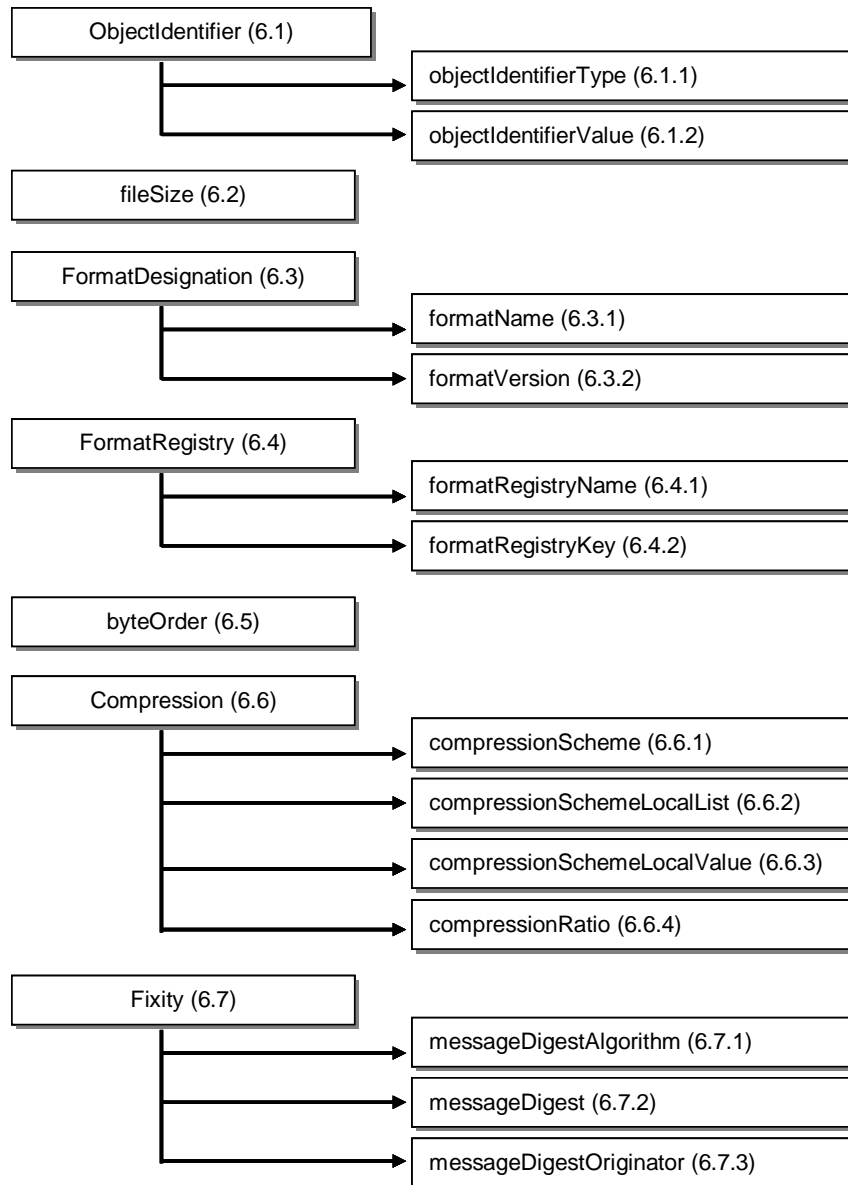 ObjectIdentifier (6.1)
objectIdentifierType (6.1.1)
objectIdentifierValue (6.1.2)
fileSize (6.2)
FormatDesignation (6.3)
formatName (6.3.1)
formatVersion (6.3.2)
FormatRegistry (6.4)
formatRegistryName (6.4.1)
formatRegistryKey (6.4.2)
byteOrder (6.5)
Compression (6.6)
compressionScheme (6.6.1)
compressionSchemeLocalList (6.6.2)
compressionSchemeLocalValue (6.6.3)
compressionRatio (6.6.4)
Fixity (6.7)
messageDigestAlgorithm (6.7.1)
messageDigest (6.7.2)
messageDigestOriginator (6.7.3)